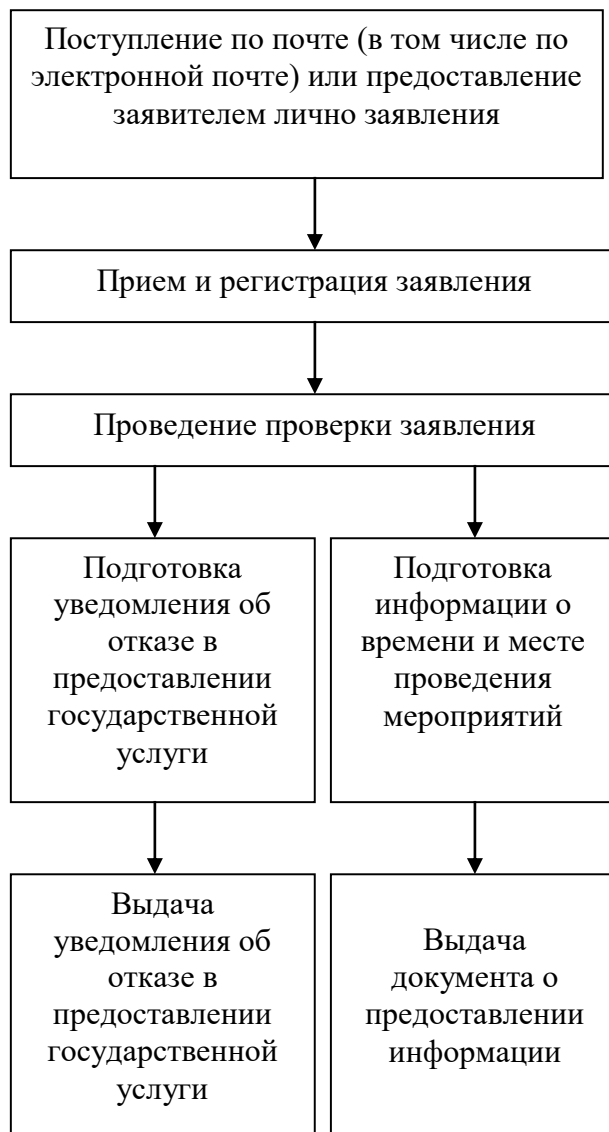 Поступление по почте (в том числе по
электронной почте) или предоставление
заявителем лично заявления
Прием и регистрация заявления
Проведение проверки заявления
Подготовка
уведомления об
отказе в
предоставлении
государственной
услуги
Подготовка
информации о
времени и месте
проведения
мероприятий
Выдача
уведомления об
отказе в
предоставлении
государственной
услуги
Выдача
документа о
предоставлении
информации